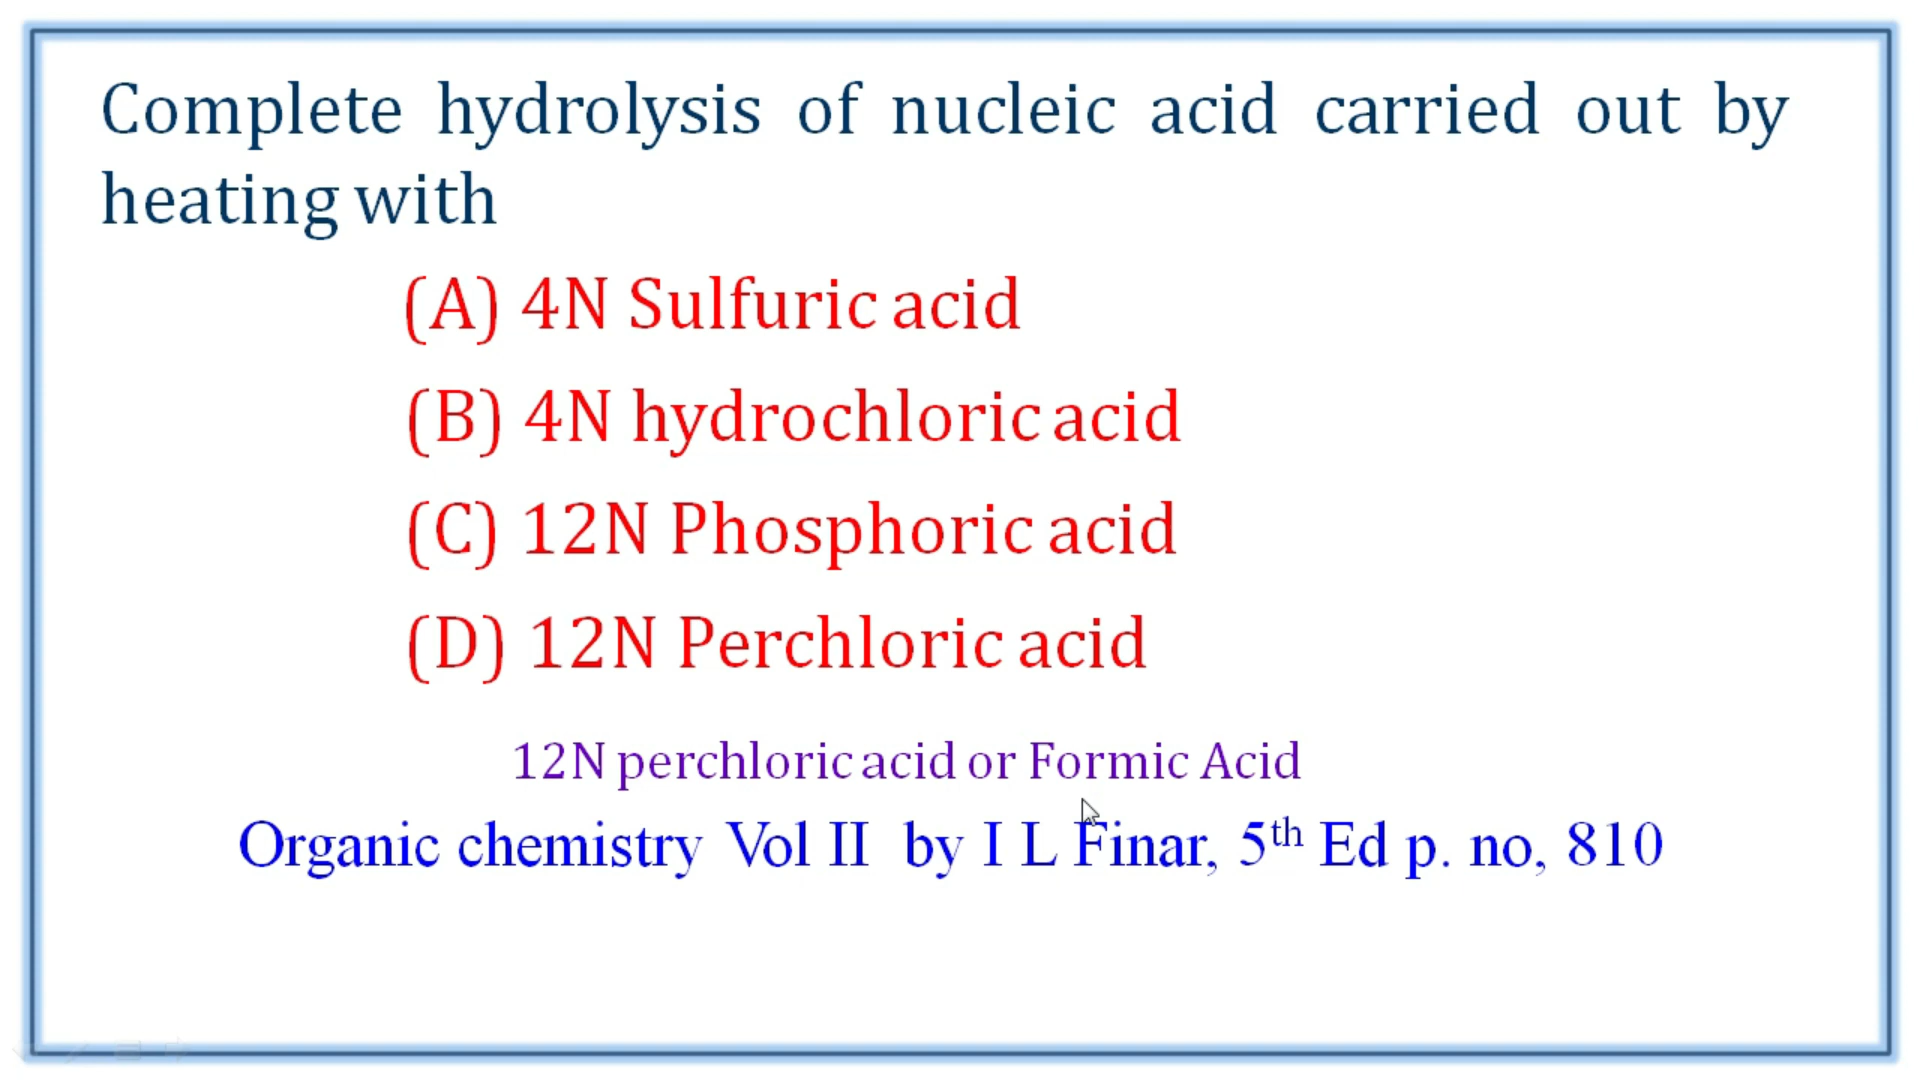 Complete hydrolysis of nucleic acid carried out by
heating with
(A) 4N Sulfuric acid
(B) 4N hydrochloric acid
(C) 12N Phosphoric acid
(D) 12N Perchloric acid
12N perchloric acid or Formic Acid
Organic chemistry Vol II by I L Finar, 5th Ed p. no, 810